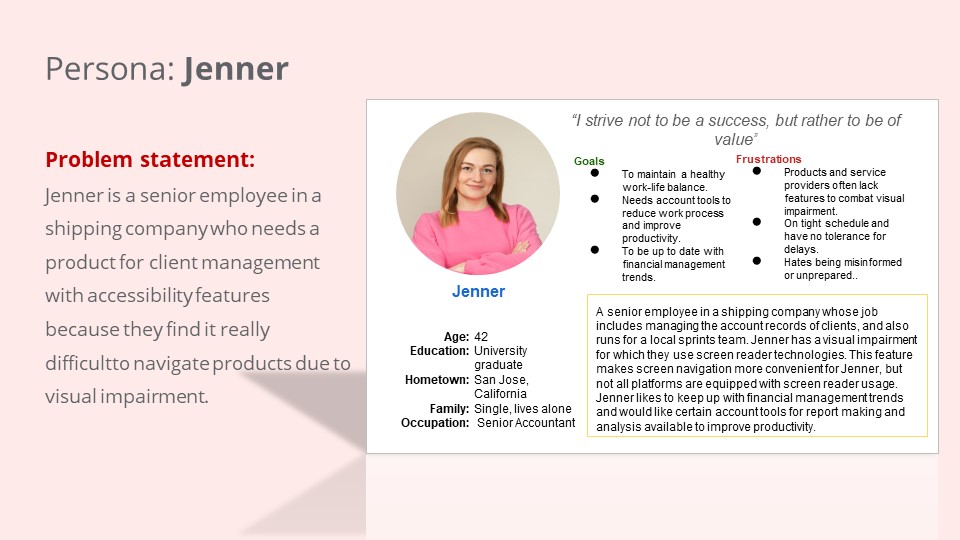 Persona: Jenner
Problem statement:
Jenner is a senior employee in a
shipping company who needs a
product for client management
with accessibility features
because they find it really
difficultto navigate products due to
visual impairment.
“I strive not to be a success, but rather to be of
value”
Goals
● To maintain a healthy
work-life balance.
● Needs account tools to
reduce work process
and improve
productivity.
● To be up to date with
financial management
trends.
Frustrations
● Products and service
providers often lack
features to combat visual
impairment.
● On tight schedule and
have no tolerance for
delays.
● Hates being misinformed
or unprepared..
Jenner
Age: 42
Education: University
graduate
Hometown: San Jose,
California
Family: Single, lives alone
Occupation: Senior Accountant
A senior employee in a shipping company whose job
includes managing the account records of clients, and also
runs for a local sprints team. Jenner has a visual impairment
for which they use screen reader technologies. This feature
makes screen navigation more convenient for Jenner, but
not all platforms are equipped with screen reader usage.
Jenner likes to keep up with financial management trends
and would like certain account tools for report making and
analysis available to improve productivity.